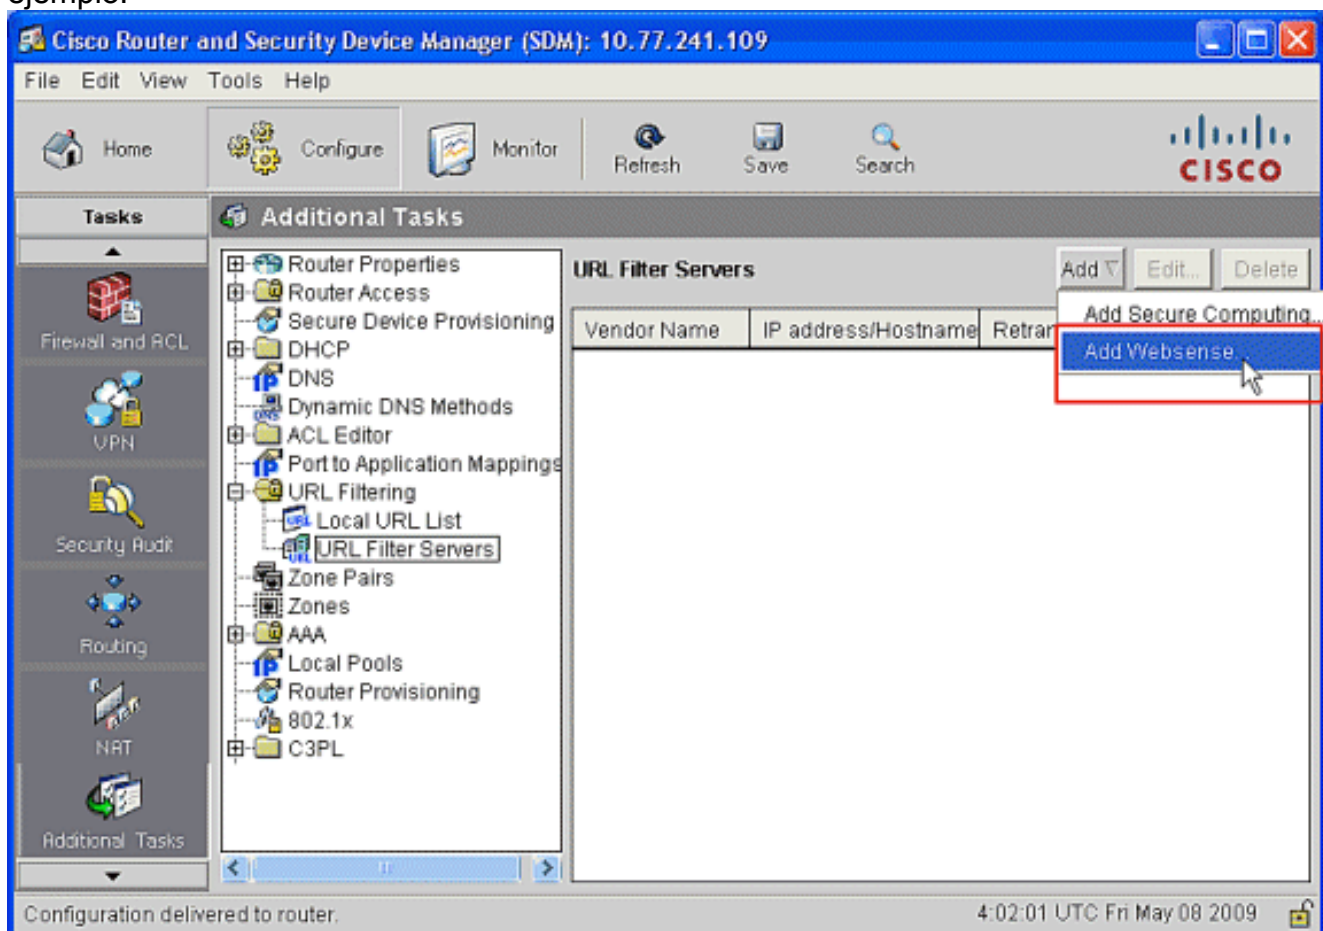 ejemplo:
Cisco Router and Security Device Manager (SDM): 10.77.241.109
File Edit View Tools Help
Home Configure Monitor Refresh Save Search
CISCO
Tasks
Additional Tasks
Firewall and ACL
VPN
Security Audit
Routing
NAT
Additional Tasks
Router Properties
Router Access
Secure Device Provisioning
DHCP
DNS
Dynamic DNS Methods
ACL Editor
Port to Application Mappings
URL Filtering
Local URL List
URL Filter Servers
Zone Pairs
Zones
AAA
Local Pools
Router Provisioning
802.1x
C3PL
URL Filter Servers
Add Edit... Delete
Vendor Name IP address/Hostname
Add Secure Computing...
Add Websense...
Configuration delivered to router.
4:02:01 UTC Fri May 08 2009